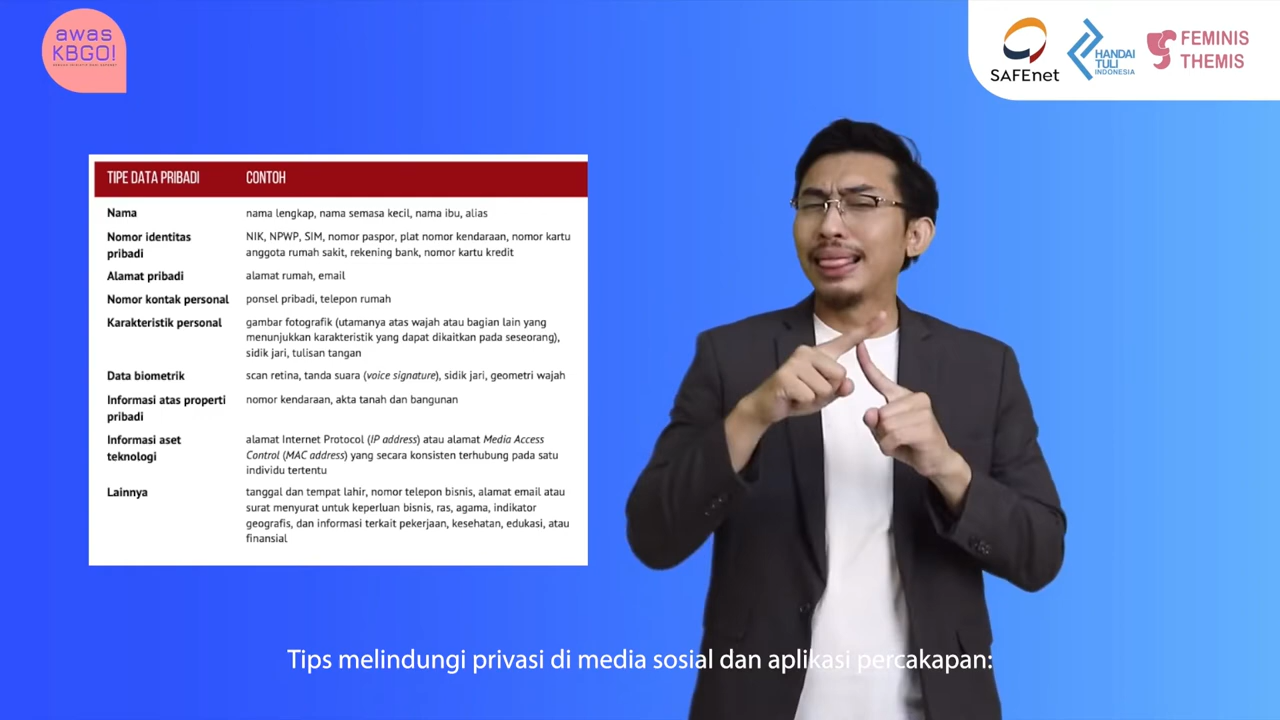 awas
KBGO!
SAFEnet
HANDAI
TULI
INDONESIA
FEMINIS
THEMIS
TIPE DATA PRIBADI CONTOH
Nama nama lengkap, nama semasa kecil, nama ibu, alias
Nomor identitas NIK, NPWP, SIM, nomor paspor, plat nomor kendaraan, nomor kartu
pribadi anggota rumah sakit, rekening bank, nomor kartu kredit
Alamat pribadi alamat rumah, email
Nomor kontak personal ponsel pribadi, telepon rumah
Karakteristik personal gambar fotografik (utamanya atas wajah atau bagian lain yang
menunjukkan karakteristik yang dapat dikaitkan pada seseorang),
sidik jari, tulisan tangan
Data biometrik scan retina, tanda suara (voice signature), sidik jari, geometri wajah
Informasi atas properti nomor kendaraan, akta tanah dan bangunan
pribadi
Informasi aset alamat Internet Protocol (IP address) atau alamat Media Access
teknologi Control (MAC address) yang secara konsisten terhubung pada satu
individu tertentu
Lainnya tanggal dan tempat lahir, nomor telepon bisnis, alamat email atau
surat menyurat untuk keperluan bisnis, ras, agama, indikator
geografis, dan informasi terkait pekerjaan, kesehatan, edukasi, atau
finansial
Tips melindungi privasi di media sosial dan aplikasi percakapan: